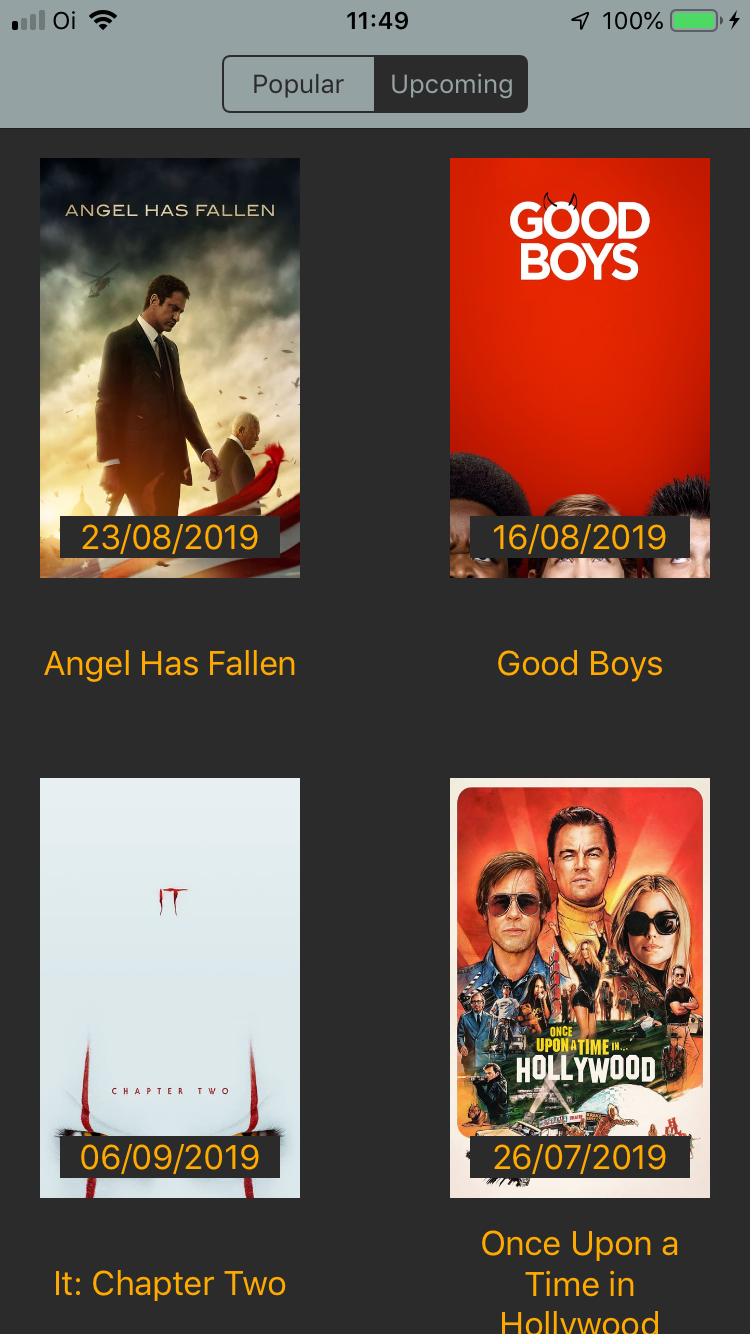 Oi 11:49 100%
Popular Upcoming
ANGEL HAS FALLEN
23/08/2019
Angel Has Fallen
GOOD
BOYS
16/08/2019
Good Boys
IT
CHAPTER TWO
06/09/2019
It: Chapter Two
ONCE
UPON A TIME IN...
HOLLYWOOD
26/07/2019
Once Upon a
Time in
Hollywood